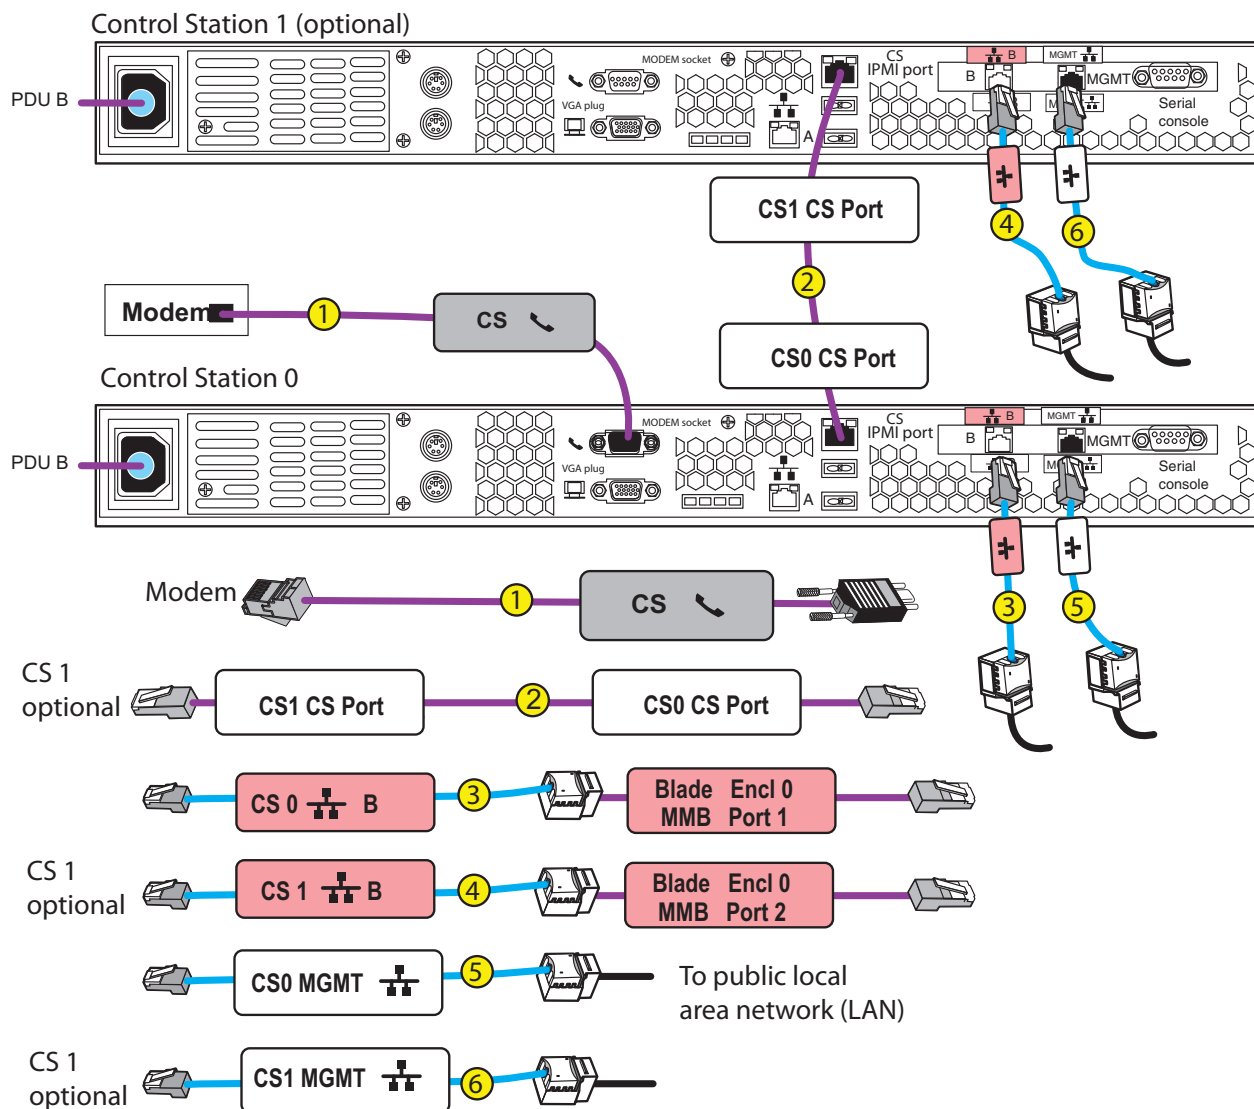 Control Station 1 (optional)
PDU B
MODEM socket
VGA plug
A
CS
IPMI port
B
B
MGMT
MGMT
M
Serial
console
CS1 CS Port
4
6
2
Modem
1
CS
CS0 CS Port
Control Station 0
PDU B
MODEM socket
VGA plug
A
CS
IPMI port
B
B
MGMT
MGMT
M
Serial
console
3
5
Modem
1
CS
CS 1
optional
CS1 CS Port
2
CS0 CS Port
CS 0 B
3
Blade Encl 0
MMB Port 1
CS 1
optional
CS 1 B
4
Blade Encl 0
MMB Port 2
CS0 MGMT
5
To public local
area network (LAN)
CS 1
optional
CS1 MGMT
6